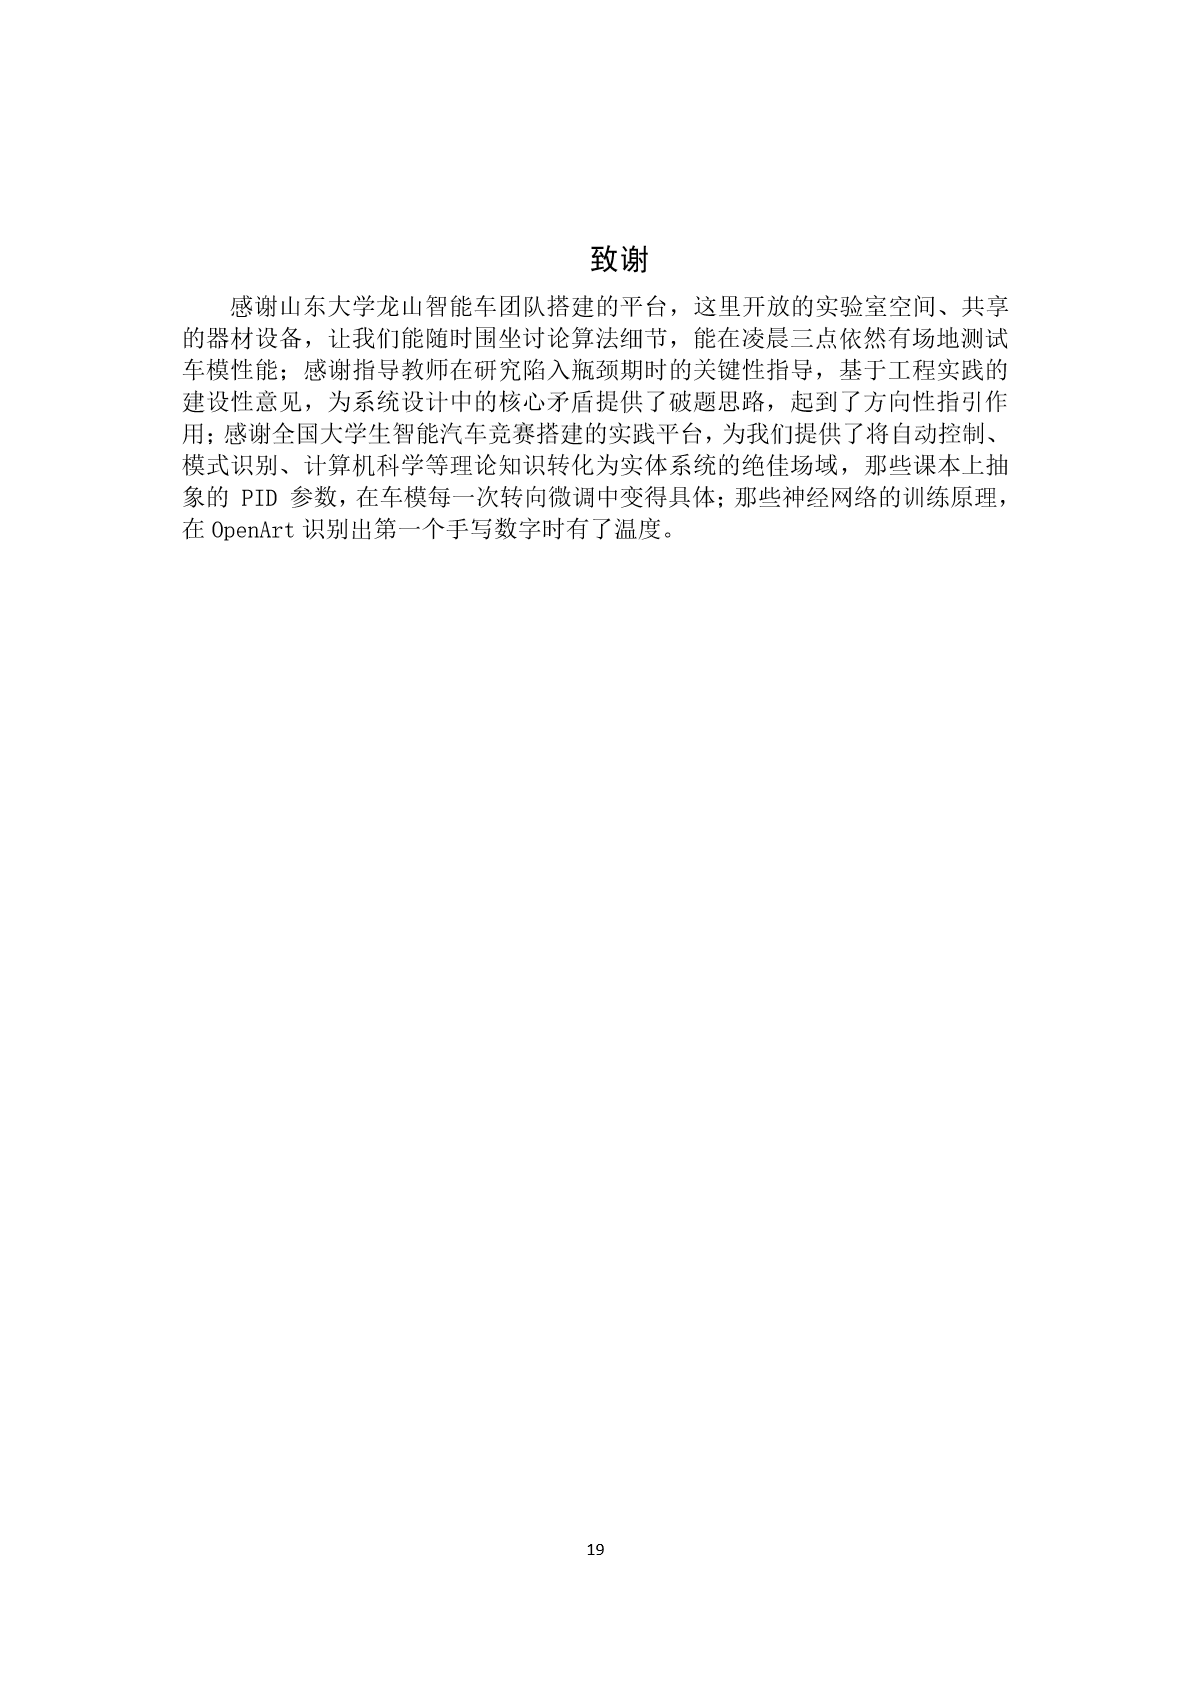 致谢
感谢山东大学龙山智能车团队搭建的平台，这里开放的实验室空间、共享
的器材设备，让我们能随时围坐讨论算法细节，能在凌晨三点依然有场地测试
车模性能；感谢指导教师在研究陷入瓶颈期时的关键性指导，基于工程实践的
建设性意见，为系统设计中的核心矛盾提供了破题思路，起到了方向性指引作
用；感谢全国大学生智能汽车竞赛搭建的实践平台，为我们提供了将自动控制、
模式识别、计算机科学等理论知识转化为实体系统的绝佳场域，那些课本上抽
象的 PID 参数，在车模每一次转向微调中变得具体；那些神经网络的训练原理，
在 OpenArt 识别出第一个手写数字时有了温度。
19